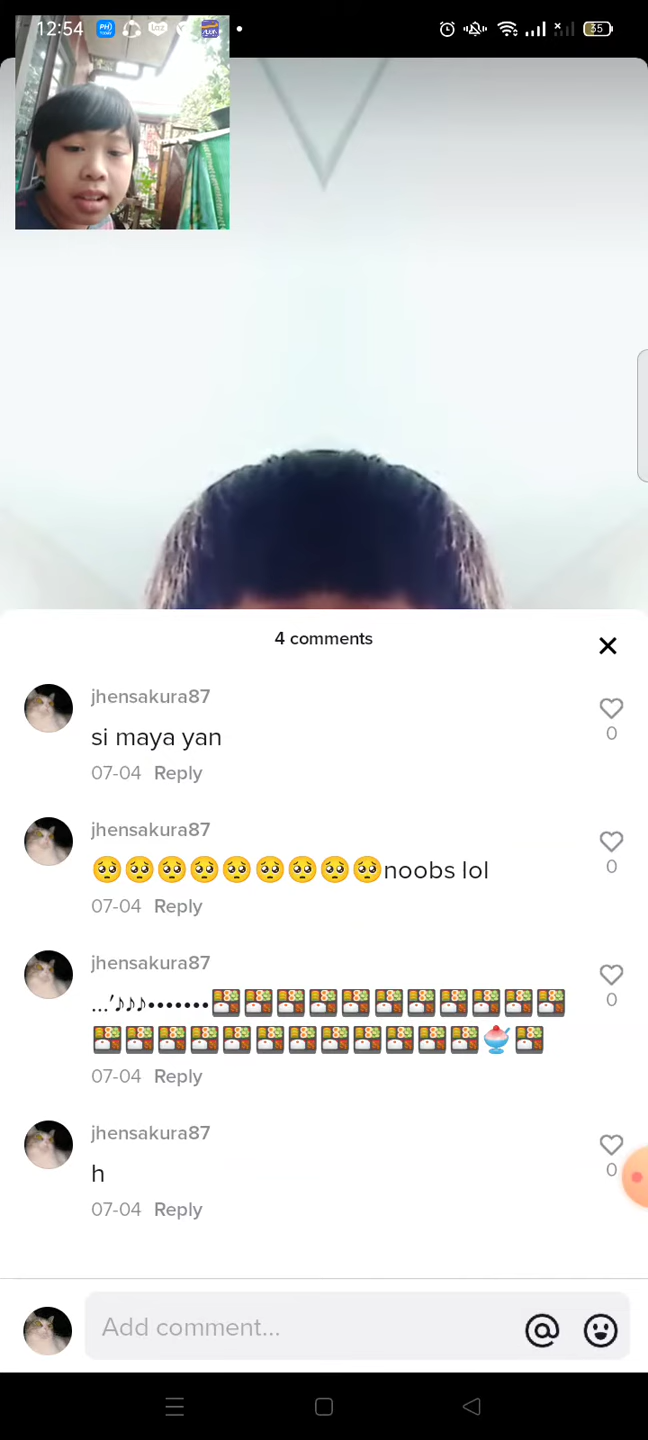 12:54
35
4 comments
jhensakura87
si maya yan
0
07-04 Reply
jhensakura87
🥺🥺🥺🥺🥺🥺🥺🥺🥺noobs lol
0
07-04 Reply
jhensakura87
...'♪♪♪•••••••🍱🍱🍱🍱🍱🍱🍱🍱🍱🍱🍱
🍱🍱🍱🍱🍱🍱🍱🍱🍱🍱🍱🍱🍧🍱
0
07-04 Reply
jhensakura87
h
0
07-04 Reply
Add comment...